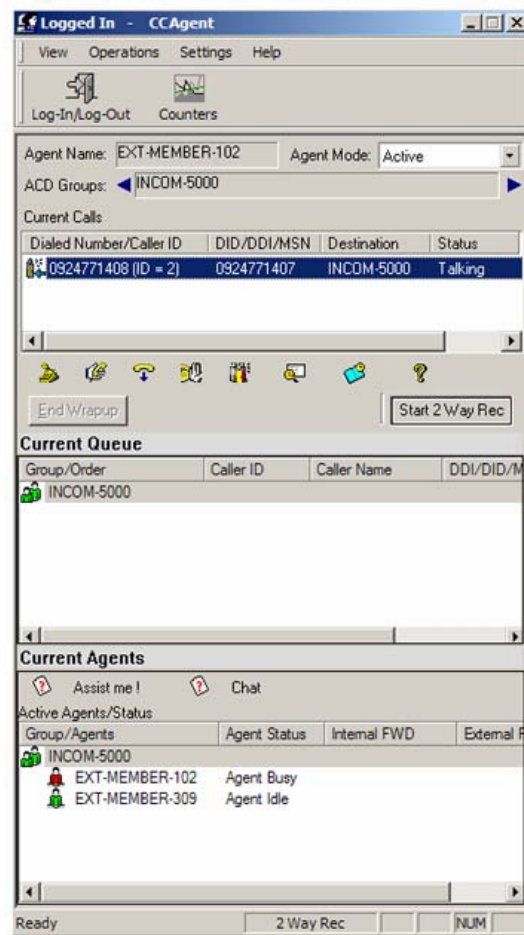 Logged In - CCAgent
View Operations Settings Help
Log-In/Log-Out Counters
Agent Name: EXT-MEMBER-102 Agent Mode: Active
ACD Groups: INCOM-5000
Current Calls
Dialed Number/Caller ID DID/DDI/MSN Destination Status
0924771408 (ID = 2) 0924771407 INCOM-5000 Talking
End Wrapup Start 2 Way Rec
Current Queue
Group/Order Caller ID Caller Name DDI/DID/M
INCOM-5000
Current Agents
Assist me ! Chat
Active Agents/Status
Group/Agents Agent Status Internal FWD External F
INCOM-5000
EXT-MEMBER-102 Agent Busy
EXT-MEMBER-309 Agent Idle
Ready 2 Way Rec NUM